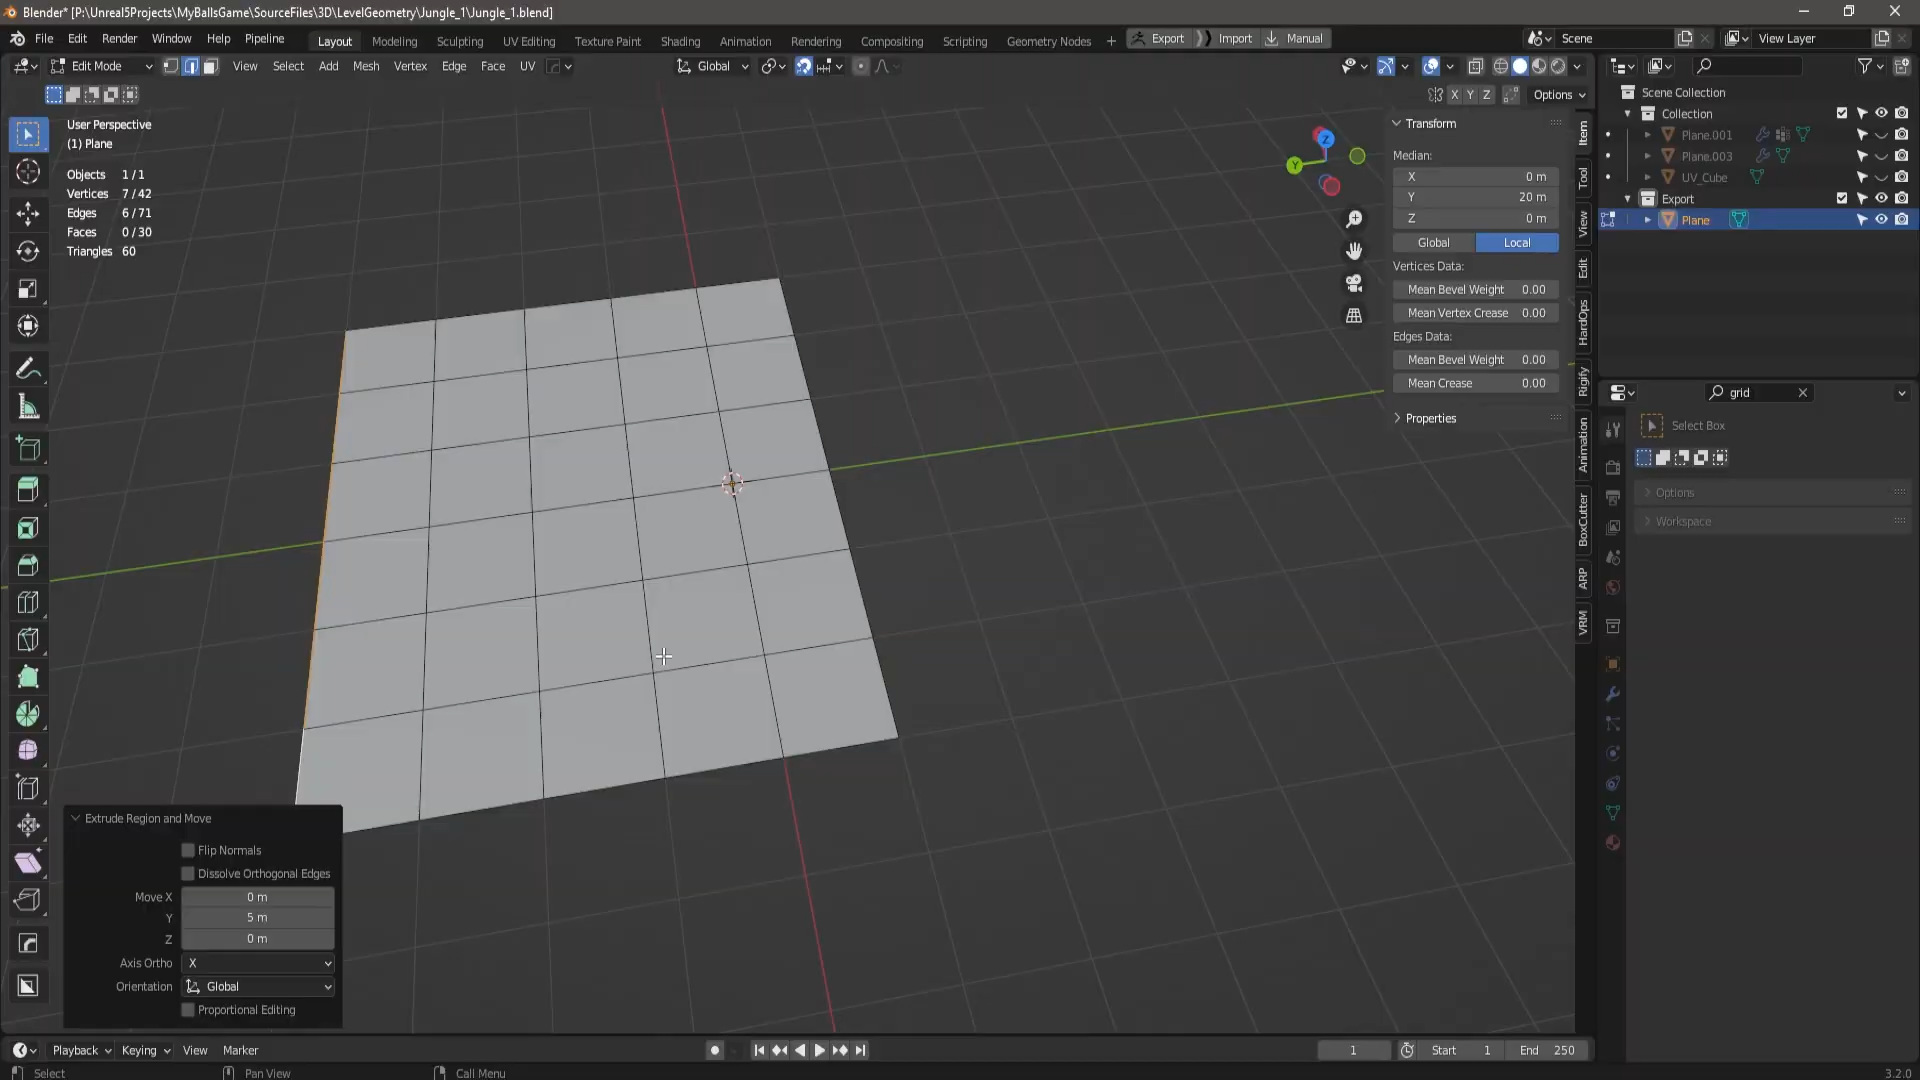 Blender* [P:\Unreal5Projects\MyBallsGame\SourceFiles\3D\LevelGeometry\Jungle_1\Jungle_1.blend]
File Edit Render Window Help Pipeline Layout Modeling Sculpting UV Editing Texture Paint Shading Animation Rendering Compositing Scripting Geometry Nodes + Export Import Manual Scene View Layer
Edit Mode View Select Add Mesh Vertex Edge Face UV Global
X Y Z Options
User Perspective
(1) Plane
Objects 1 / 1
Vertices 7 / 42
Edges 6 / 71
Faces 0 / 30
Triangles 60
Z
Y
Transform
Median:
X 0 m
Y 20 m
Z 0 m
Global Local
Vertices Data:
Mean Bevel Weight 0.00
Mean Vertex Crease 0.00
Edges Data:
Mean Bevel Weight 0.00
Mean Crease 0.00
Properties
Item
Tool
View
Edit
HardOps
Rigify
Animation
BoxCutter
ARP
VRM
Scene Collection
Collection
Plane.001
Plane.003
UV_Cube
Export
Plane
grid
Select Box
Options
Workspace
Extrude Region and Move
Flip Normals
Dissolve Orthogonal Edges
Move X 0 m
Y 5 m
Z 0 m
Axis Ortho X
Orientation Global
Proportional Editing
Playback Keying View Marker 1 Start 1 End 250
Select Pan View Call Menu 3.2.0